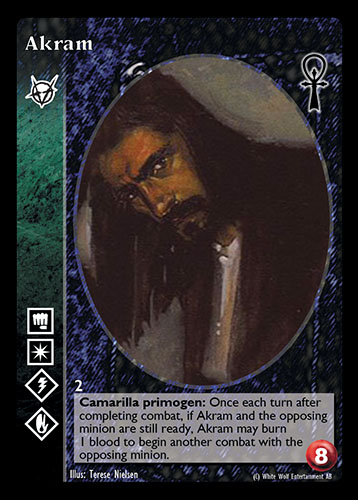 Akram
2
Camarilla primogen: Once each turn after
completing combat, if Akram and the opposing
minion are still ready, Akram may burn
1 blood to begin another combat with the
opposing minion.
8
Illus: Terese Nielsen
(C) White Wolf Entertainment AB